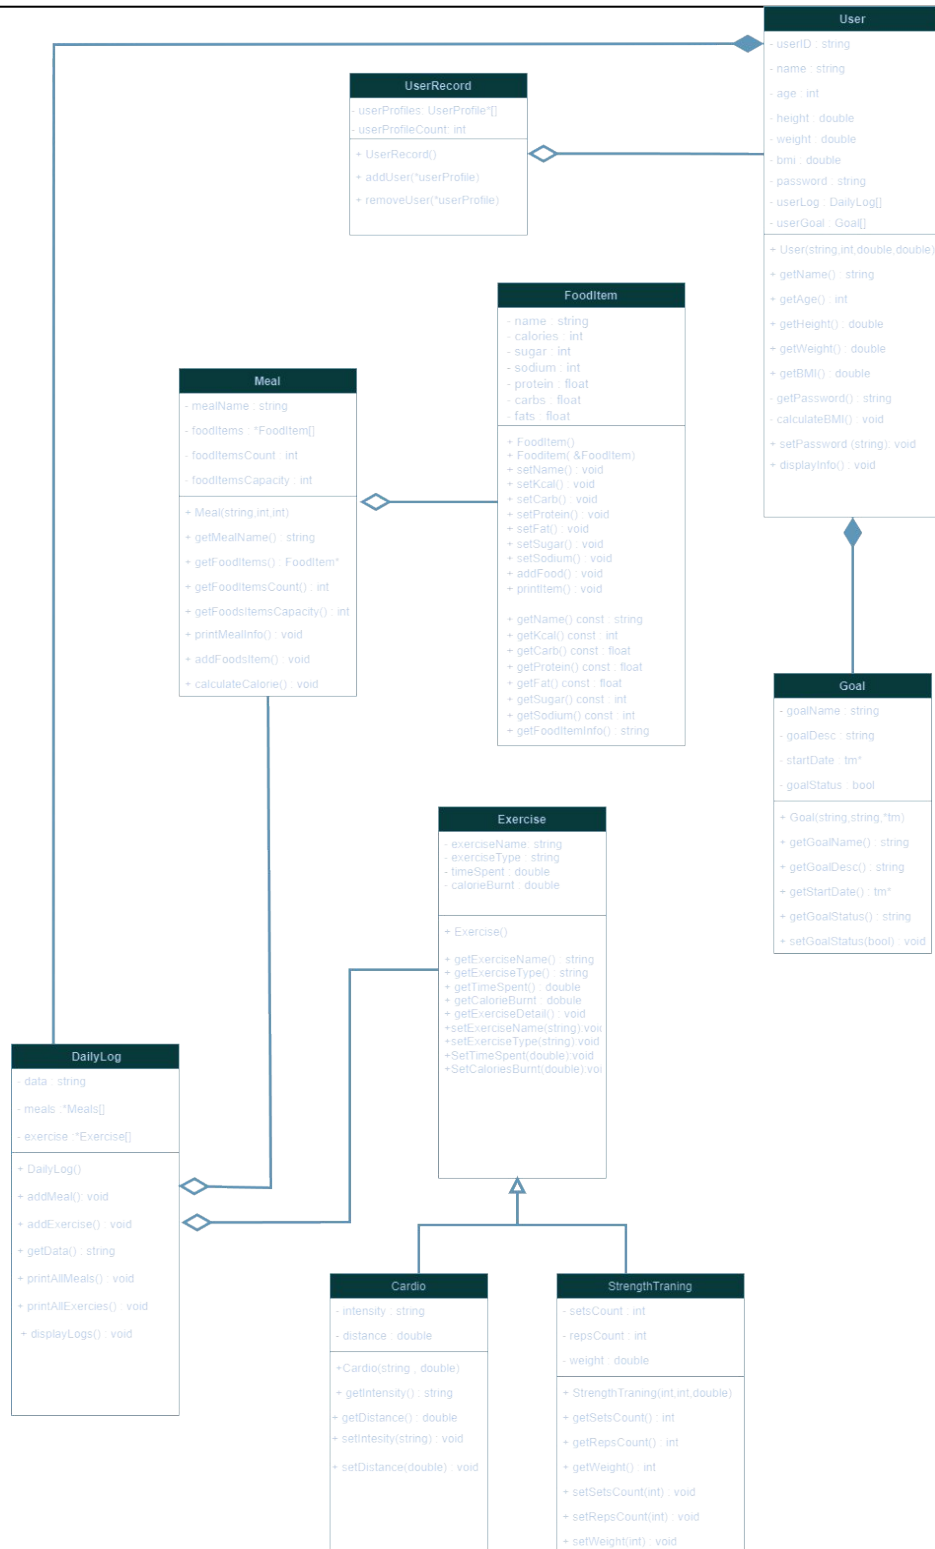 User
- userID : string
- name : string
- age : int
- height : double
- weight : double
- bmi : double
- password : string
- userLog : DailyLog[]
- userGoal : Goal[]
+ User(string,int,double,double)
+ getName() : string
+ getAge() : int
+ getHeight() : double
+ getWeight() : double
+ getBMI() : double
- getPassword() : string
- calculateBMI() : void
+ setPassword (string): void
+ displayInfo() : void
UserRecord
- userProfiles: UserProfile*[]
- userProfileCount: int
+ UserRecord()
+ addUser(*userProfile)
+ removeUser(*userProfile)
FoodItem
- name : string
- calories : int
- sugar : int
- sodium : int
- protein : float
- carbs : float
- fats : float
+ FoodItem()
+ FoodItem( &FoodItem)
+ setName() : void
+ setKcal() : void
+ setCarb() : void
+ setProtein() : void
+ setFat() : void
+ setSugar() : void
+ setSodium() : void
+ addFood() : void
+ printItem() : void
+ getName() const : string
+ getKcal() const : int
+ getCarb() const : float
+ getProtein() const : float
+ getFat() const : float
+ getSugar() const : int
+ getSodium() const : int
+ getFoodItemInfo() : string
Meal
- mealName : string
- foodItems : *FoodItem[]
- foodItemsCount : int
- foodItemsCapacity : int
+ Meal(string,int,int)
+ getMealName() : string
+ getFoodItems() : FoodItem*
+ getFoodItemsCount() : int
+ getFoodsItemsCapacity() : int
+ printMealInfo() : void
+ addFoodsItem() : void
+ calculateCalorie() : void
Goal
- goalName : string
- goalDesc : string
- startDate : tm*
- goalStatus : bool
+ Goal(string,string,*tm)
+ getGoalName() : string
+ getGoalDesc() : string
+ getStartDate() : tm*
+ getGoalStatus() : string
+ setGoalStatus(bool) : void
Exercise
- exerciseName: string
- exerciseType : string
- timeSpent : double
- calorieBurnt : double
+ Exercise()
+ getExerciseName() : string
+ getExerciseType() : string
+ getTimeSpent() : double
+ getCalorieBurnt : dobule
+ getExerciseDetail() : void
+setExerciseName(string):voi
+setExerciseType(string):void
+SetTimeSpent(double):void
+SetCaloriesBurnt(double):voi
DailyLog
- data : string
- meals :*Meals[]
- exercise :*Exercise[]
+ DailyLog()
+ addMeal(): void
+ addExercise() : void
+ getData() : string
+ printAllMeals() : void
+ printAllExercies() : void
+ displayLogs() : void
Cardio
- intensity : string
- distance : double
+Cardio(string , double)
+ getIntensity() : string
+ getDistance() : double
+ setIntesity(string) : void
+ setDistance(double) : void
StrengthTraning
- setsCount : int
- repsCount : int
- weight : double
+ StrengthTraning(int,int,double)
+ getSetsCount() : int
+ getRepsCount() : int
+ getWeight() : int
+ setSetsCount(int) : void
+ setRepsCount(int) : void
+ setWeight(int) : void